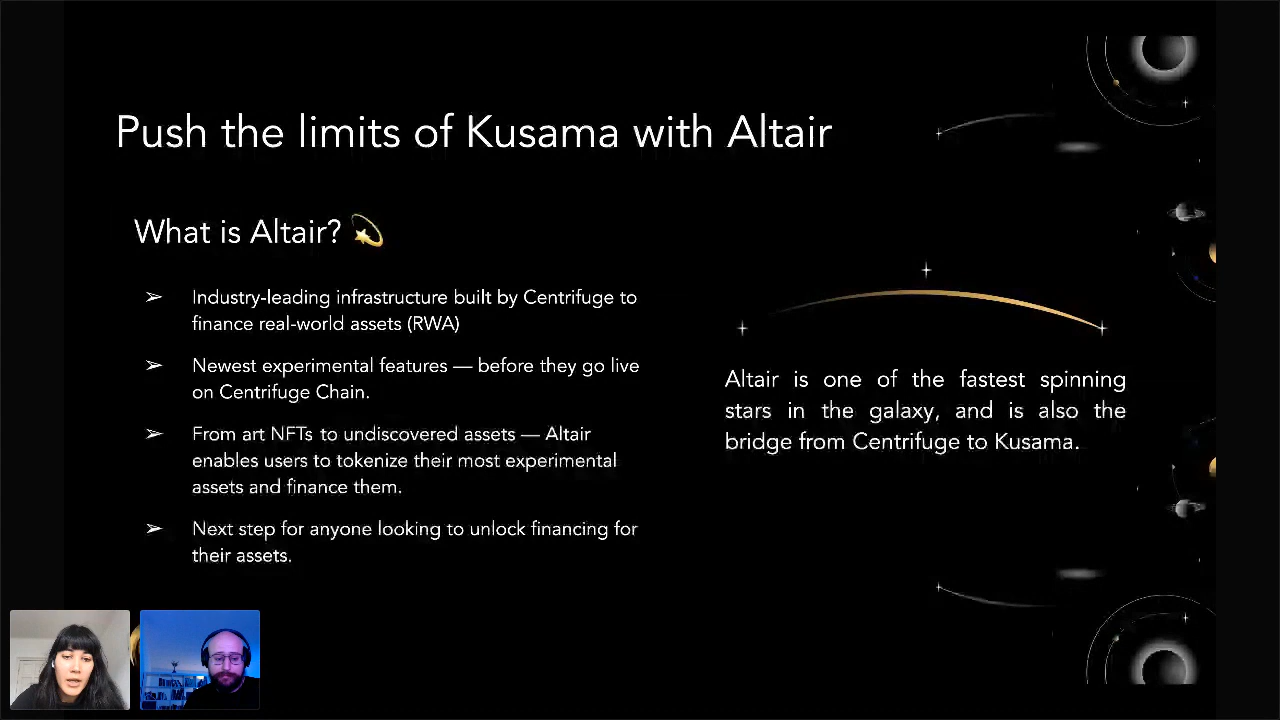 Push the limits of Kusama with Altair
What is Altair? 💫
➢ Industry-leading infrastructure built by Centrifuge to
finance real-world assets (RWA)
➢ Newest experimental features — before they go live
on Centrifuge Chain.
➢ From art NFTs to undiscovered assets — Altair
enables users to tokenize their most experimental
assets and finance them.
➢ Next step for anyone looking to unlock financing for
their assets.
Altair is one of the fastest spinning
stars in the galaxy, and is also the
bridge from Centrifuge to Kusama.